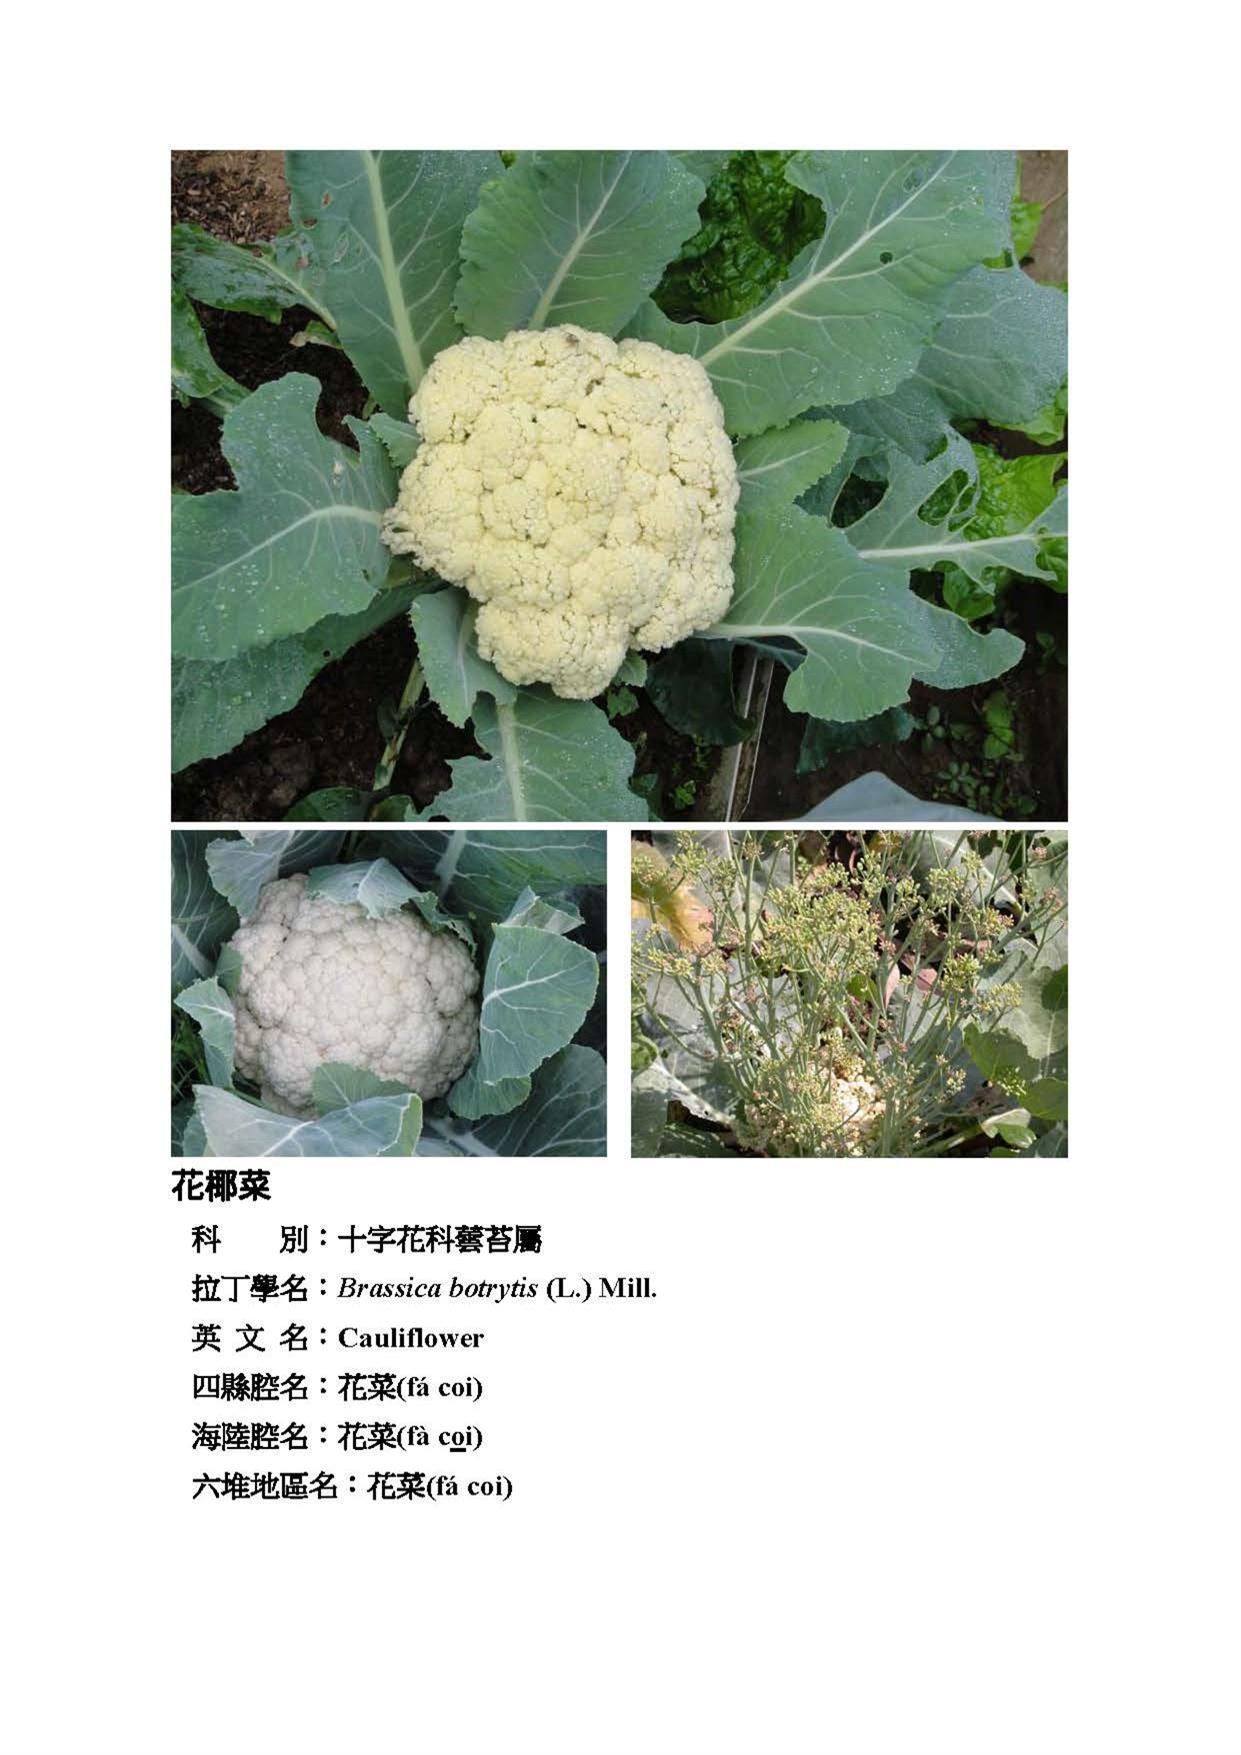 花椰菜
科　　別：十字花科蕓苔屬
拉丁學名：Brassica botrytis (L.) Mill.
英 文 名：Cauliflower
四縣腔名：花菜(fá coi)
海陸腔名：花菜(fà co̲i)
六堆地區名：花菜(fá coi)